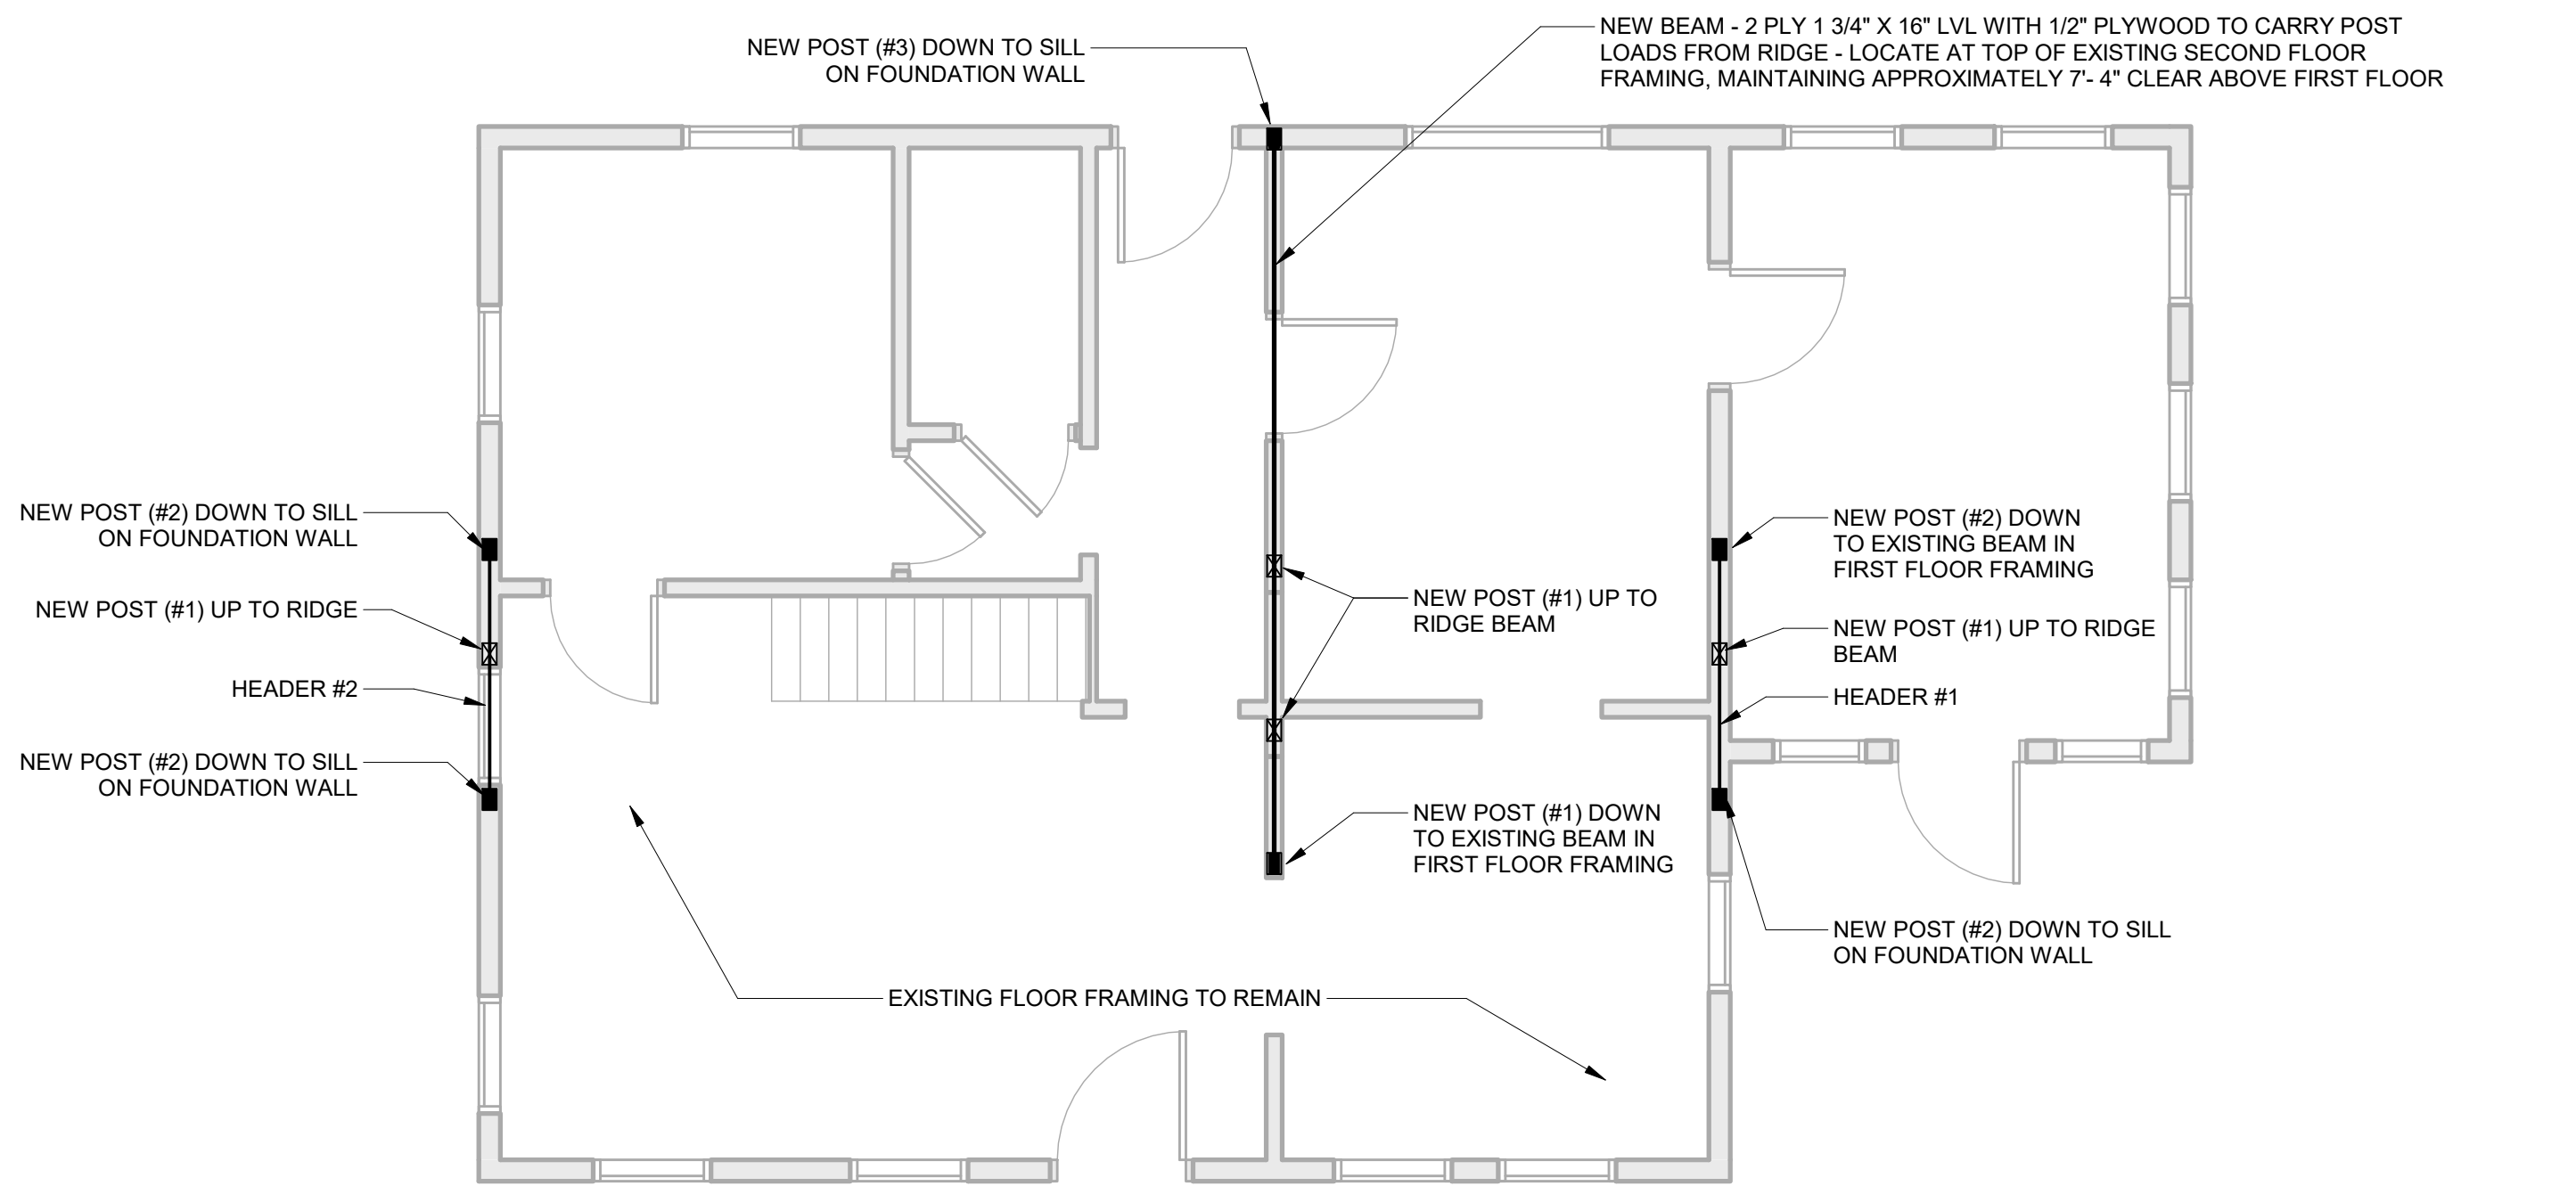 NEW POST (#3) DOWN TO SILL
ON FOUNDATION WALL
NEW BEAM - 2 PLY 1 3/4" X 16" LVL WITH 1/2" PLYWOOD TO CARRY POST
LOADS FROM RIDGE - LOCATE AT TOP OF EXISTING SECOND FLOOR
FRAMING, MAINTAINING APPROXIMATELY 7'- 4" CLEAR ABOVE FIRST FLOOR
NEW POST (#2) DOWN TO SILL
ON FOUNDATION WALL
NEW POST (#1) UP TO RIDGE
HEADER #2
NEW POST (#2) DOWN TO SILL
ON FOUNDATION WALL
NEW POST (#1) UP TO
RIDGE BEAM
NEW POST (#1) DOWN
TO EXISTING BEAM IN
FIRST FLOOR FRAMING
NEW POST (#2) DOWN
TO EXISTING BEAM IN
FIRST FLOOR FRAMING
NEW POST (#1) UP TO RIDGE
BEAM
HEADER #1
NEW POST (#2) DOWN TO SILL
ON FOUNDATION WALL
EXISTING FLOOR FRAMING TO REMAIN